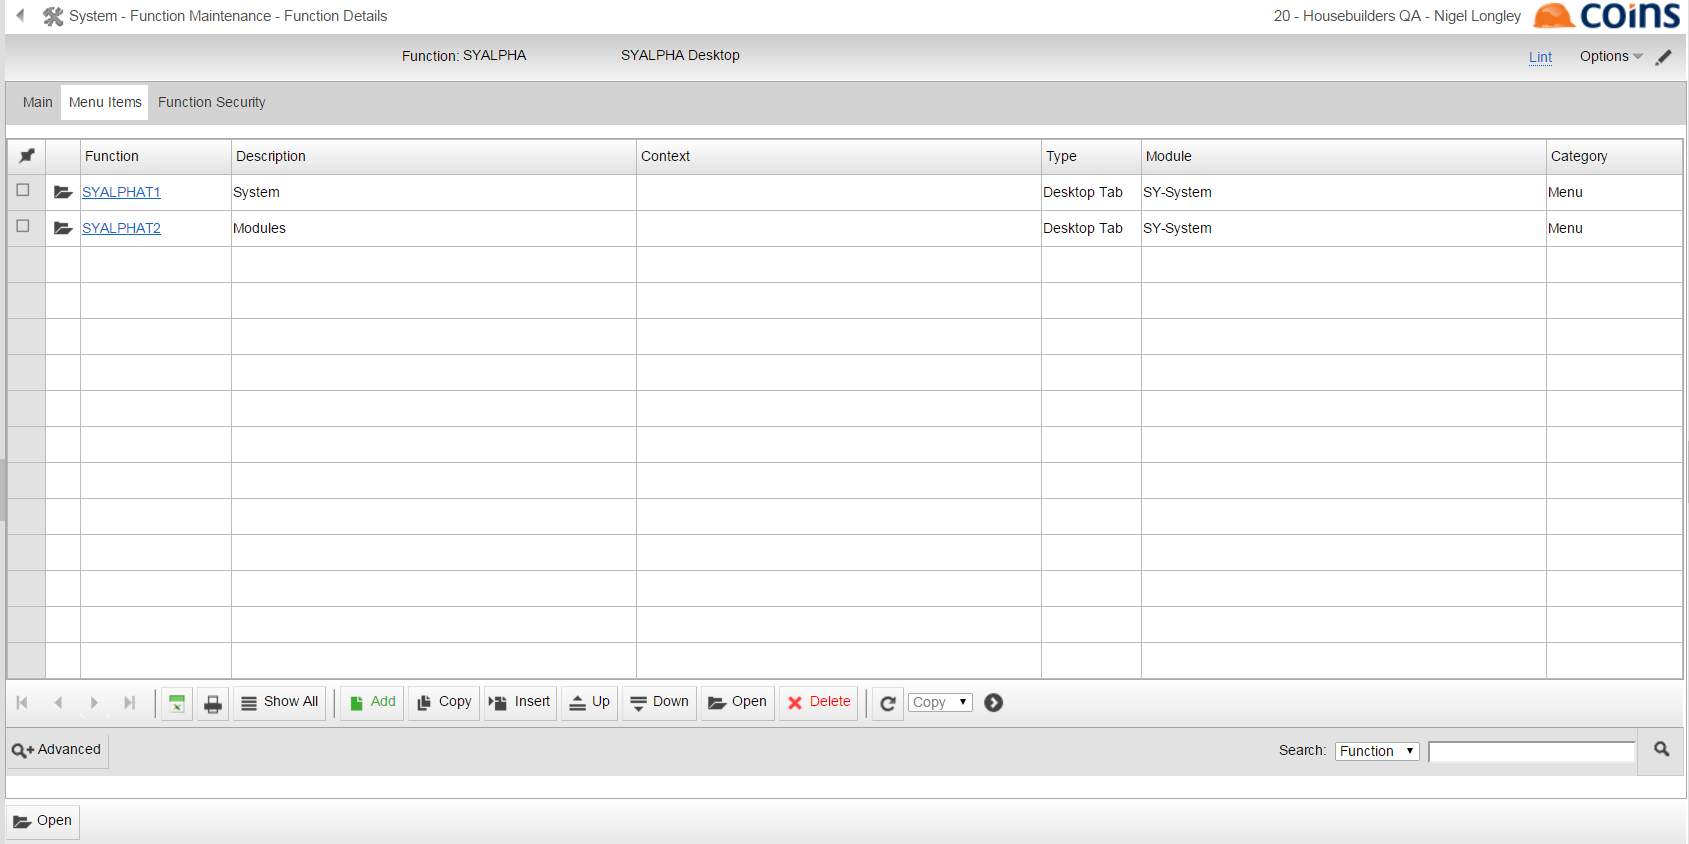 System - Function Maintenance - Function Details
20 - Housebuilders QA - Nigel Longley
coins
Function: SYALPHA
SYALPHA Desktop
Lint
Options
Main
Menu Items
Function Security
Function
Description
Context
Type
Module
Category
SYALPHAT1
System
Desktop Tab
SY-System
Menu
SYALPHAT2
Modules
Desktop Tab
SY-System
Menu
Show All
Add
Copy
Insert
Up
Down
Open
Delete
Copy
Advanced
Search:
Function
Open